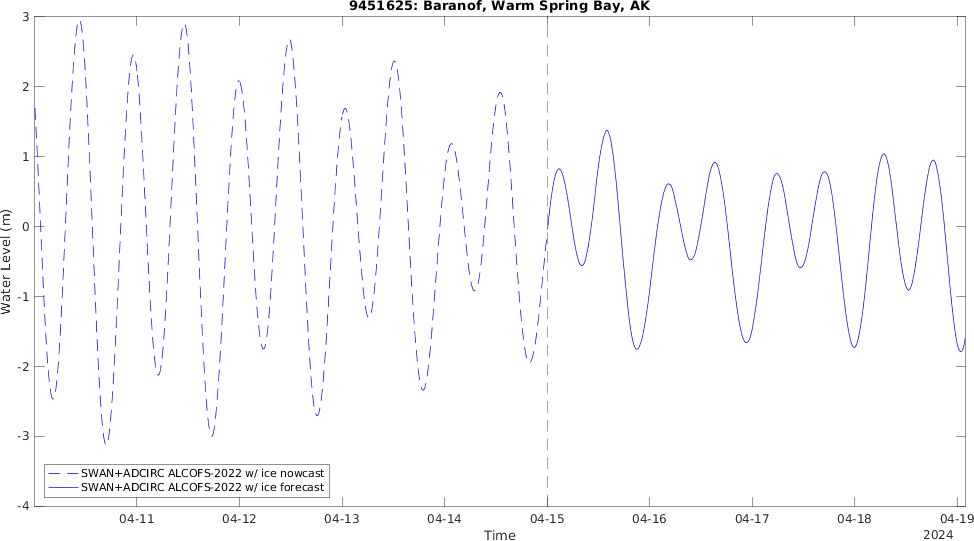 9451625: Baranof, Warm Spring Bay, AK
3
2
1
0
-1
-2
-3
-4
Water Level (m)
SWAN+ADCIRC ALCOFS-2022 w/ ice nowcast
SWAN+ADCIRC ALCOFS-2022 w/ ice forecast
04-11 04-12 04-13 04-14 04-15 04-16 04-17 04-18 04-19
Time
2024